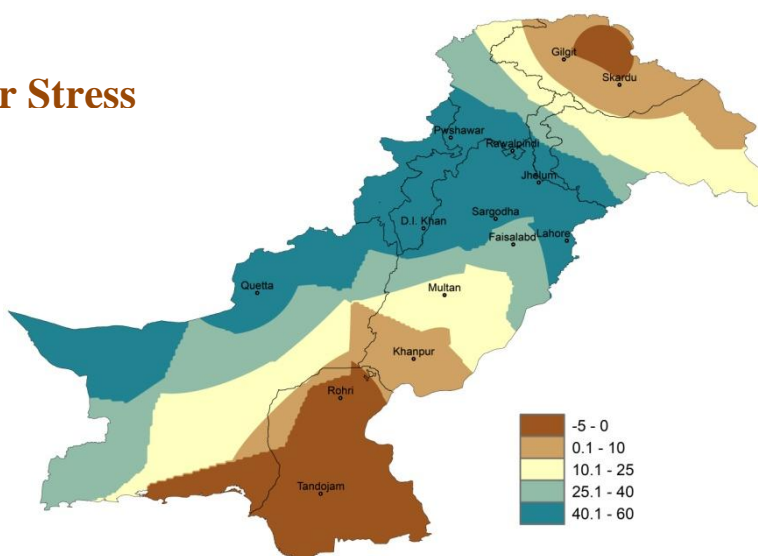 r Stress
Gilgit
Skardu
Pwshawar
Rawalpindi
Jhelum
Sargodha
D.I. Khan
Faisalabd
Lahore
Quetta
Multan
Khanpur
Rohri
Tandojam
-5 - 0
0.1 - 10
10.1 - 25
25.1 - 40
40.1 - 60